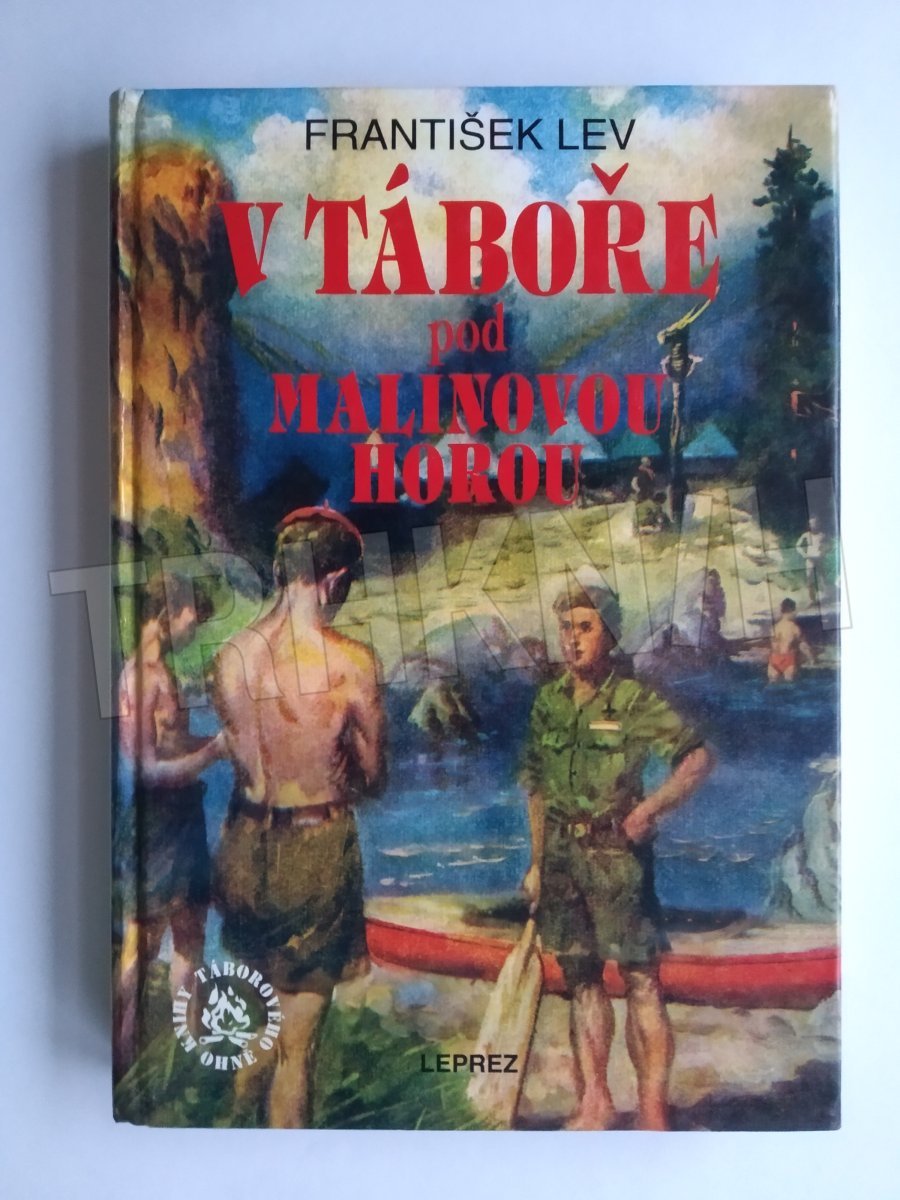 FRANTIŠEK LEV
V TÁBOŘE
pod
MALINOVOU
HOROU
TRHKNIH
KNIHY TÁBOROVÉHO OHNĚ
LEPREZ